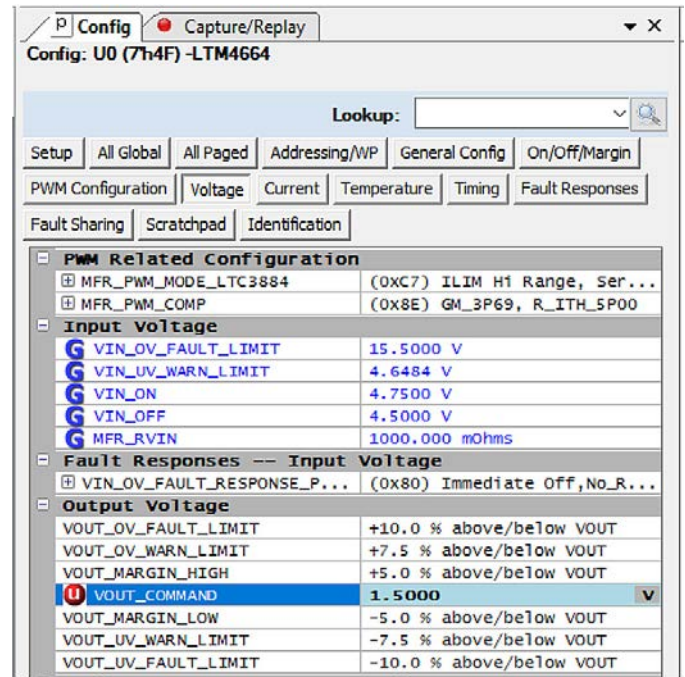 P Config Capture/Replay
Config: U0 (7'h4F) -LTM4664
Lookup:
Setup All Global All Paged Addressing/WP General Config On/Off/Margin
PWM Configuration Voltage Current Temperature Timing Fault Responses
Fault Sharing Scratchpad Identification
PWM Related Configuration
MFR_PWM_MODE_LTC3884 (0xC7) ILIM Hi Range, Ser...
MFR_PWM_COMP (0x8E) GM_3P69, R_ITH_5P00
Input Voltage
G VIN_OV_FAULT_LIMIT 15.5000 V
G VIN_UV_WARN_LIMIT 4.6484 V
G VIN_ON 4.7500 V
G VIN_OFF 4.5000 V
G MFR_RVIN 1000.000 mOhms
Fault Responses -- Input Voltage
VIN_OV_FAULT_RESPONSE_P... (0x80) Immediate Off,No_R...
Output Voltage
VOUT_OV_FAULT_LIMIT +10.0 % above/below VOUT
VOUT_OV_WARN_LIMIT +7.5 % above/below VOUT
VOUT_MARGIN_HIGH +5.0 % above/below VOUT
U VOUT_COMMAND 1.5000 V
VOUT_MARGIN_LOW -5.0 % above/below VOUT
VOUT_UV_WARN_LIMIT -7.5 % above/below VOUT
VOUT_UV_FAULT_LIMIT -10.0 % above/below VOUT